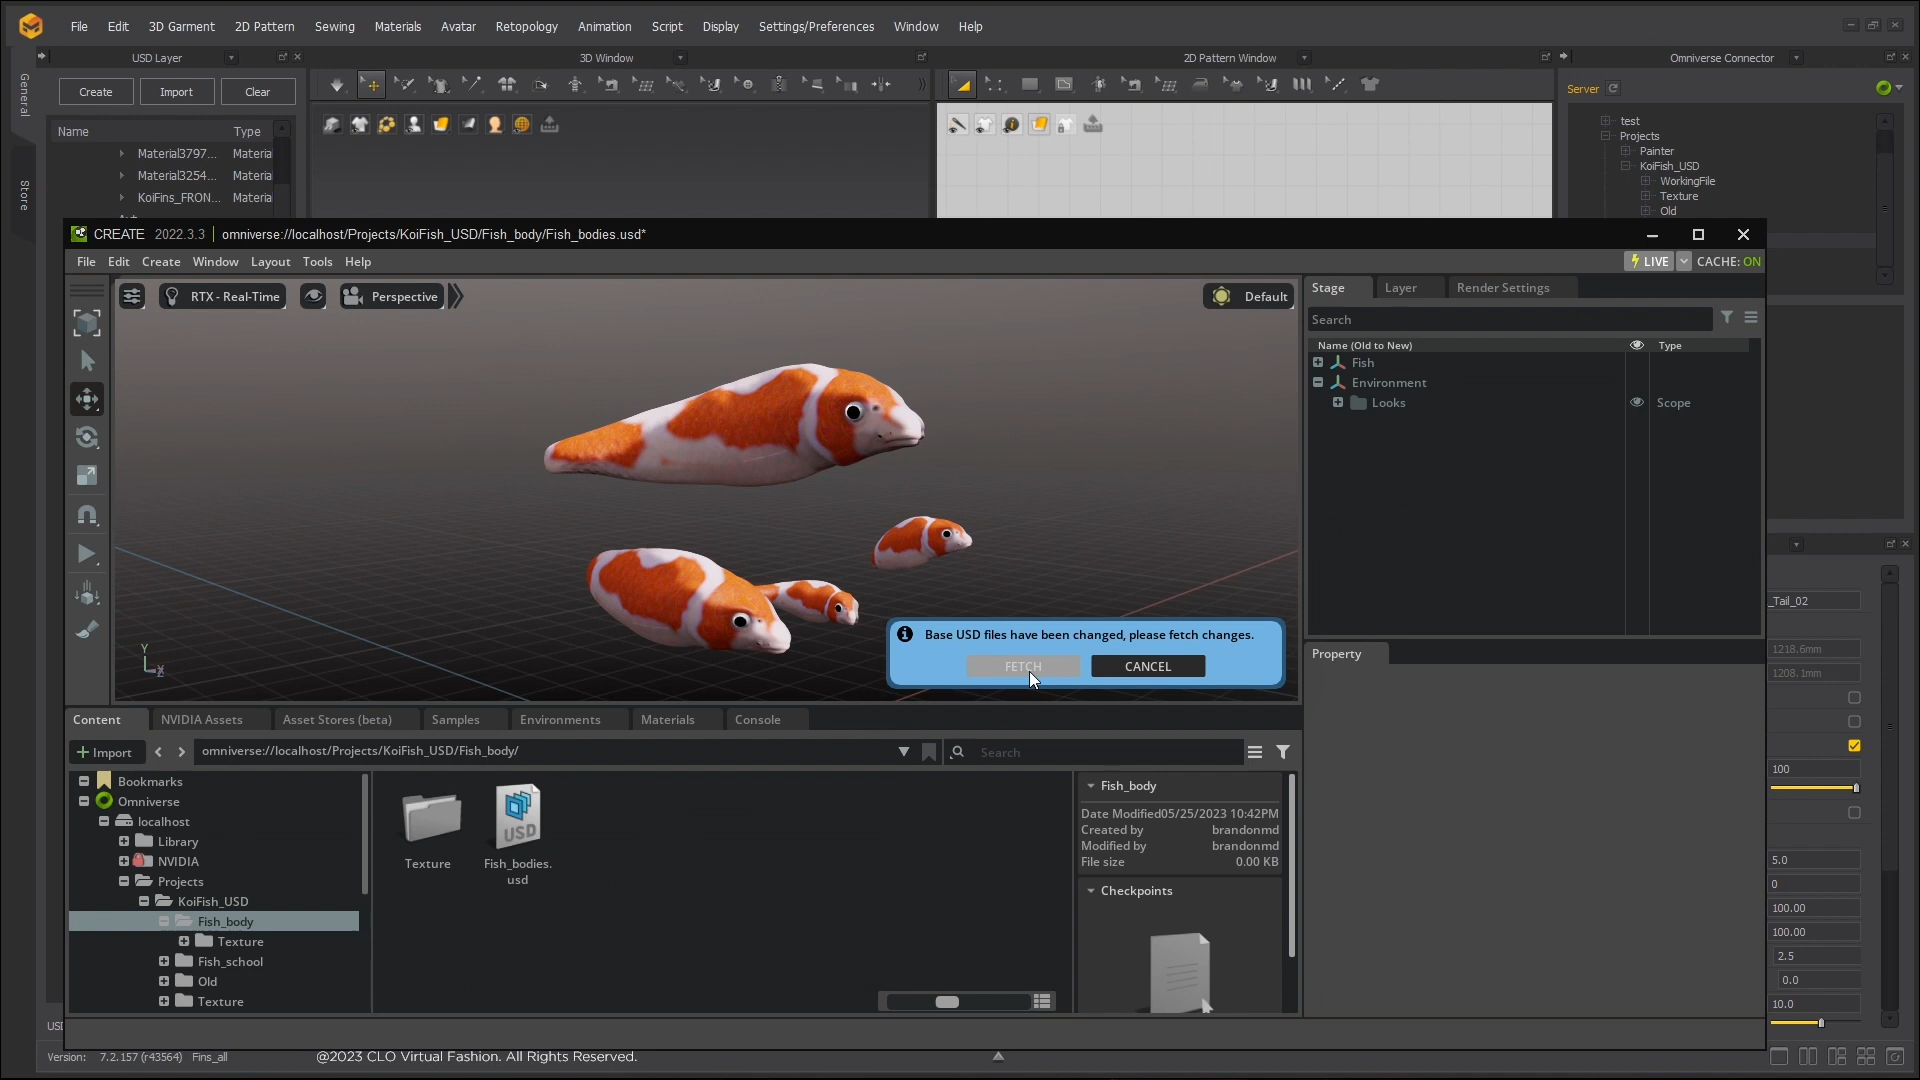 File Edit 3D Garment 2D Pattern Sewing Materials Avatar Retopology Animation Script Display Settings/Preferences Window Help
USD Layer 3D Window 2D Pattern Window Omniverse Connector
General
Store
Create Import Clear
Server
Name Type
Material3797... Materia
Material3254... Materia
KoiFins_FRON... Materia
test
Projects
Painter
KoiFish_USD
WorkingFile
Texture
Old
CREATE 2022.3.3 omniverse://localhost/Projects/KoiFish_USD/Fish_body/Fish_bodies.usd*
File Edit Create Window Layout Tools Help
LIVE CACHE: ON
RTX - Real-Time Perspective Default
Stage Layer Render Settings
Search
Name (Old to New) Type
Fish
Environment
Looks Scope
Y
Base USD files have been changed, please fetch changes.
FETCH CANCEL
Property
Content NVIDIA Assets Asset Stores (beta) Samples Environments Materials Console
Import omniverse://localhost/Projects/KoiFish_USD/Fish_body/ Search
Bookmarks
Omniverse
localhost
Library
NVIDIA
Projects
KoiFish_USD
Fish_body
Texture
Fish_school
Old
Texture
USD
Texture
Fish_bodies.
usd
Fish_body
Date Modified05/25/2023 10:42PM
Created by brandonmd
Modified by brandonmd
File size 0.00 KB
Checkpoints
_Tail_02
1218.6mm
1208.1mm
100
5.0
0
100.00
100.00
2.5
0.0
10.0
Version: 7.2.157 (r43564) Fins_all @2023 CLO Virtual Fashion. All Rights Reserved.